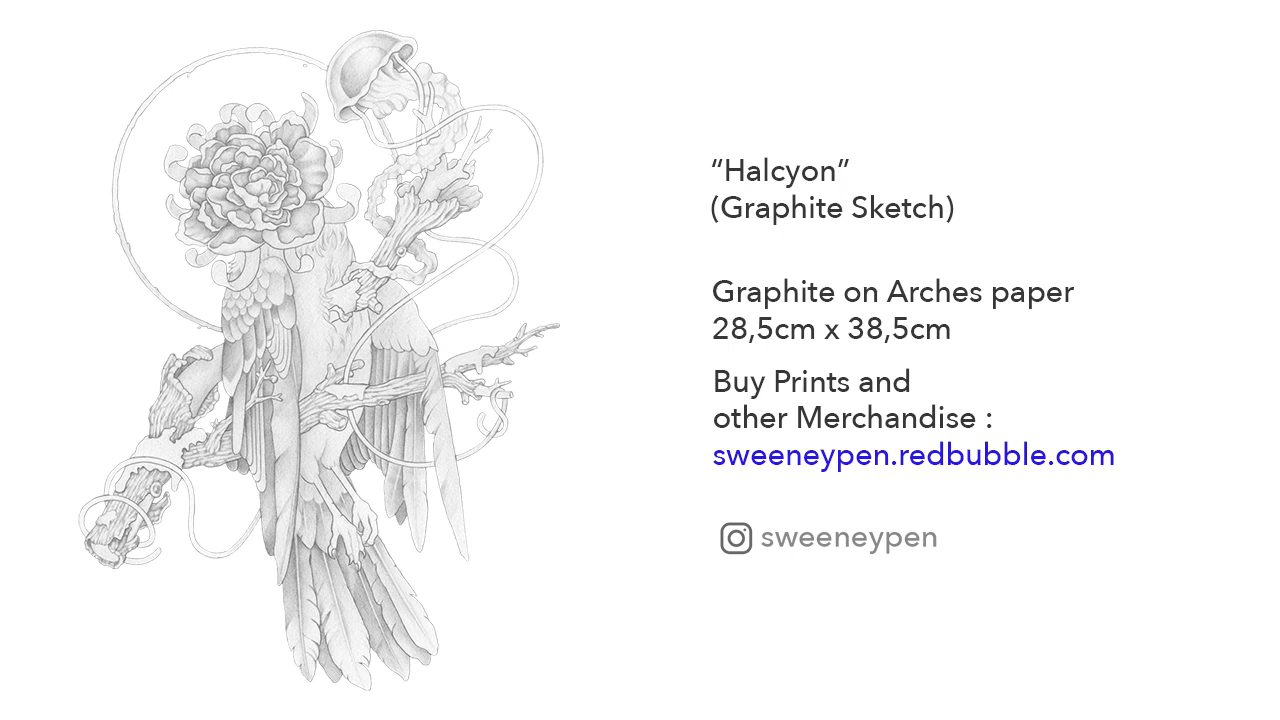 “Halcyon”
(Graphite Sketch)
Graphite on Arches paper
28,5cm x 38,5cm
Buy Prints and
other Merchandise :
sweeneypen.redbubble.com
sweeneypen